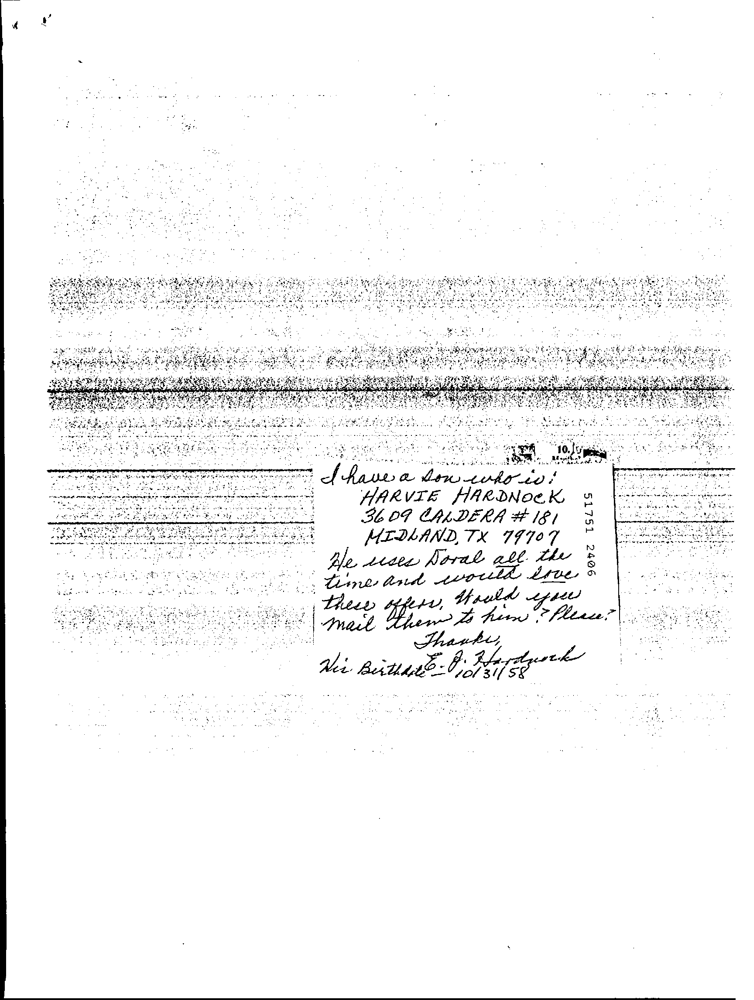 10.
I have a son who is:
HARVIE HARDNOCK
3609 CALDERA # 181
MIDLAND, TX 79707
He uses Doral all the
time and would love
these offers, Would you
mail them to him? Please?
Thanks,
E. J. Hardnock
His Birthdate - 10/31/58
51751 2406